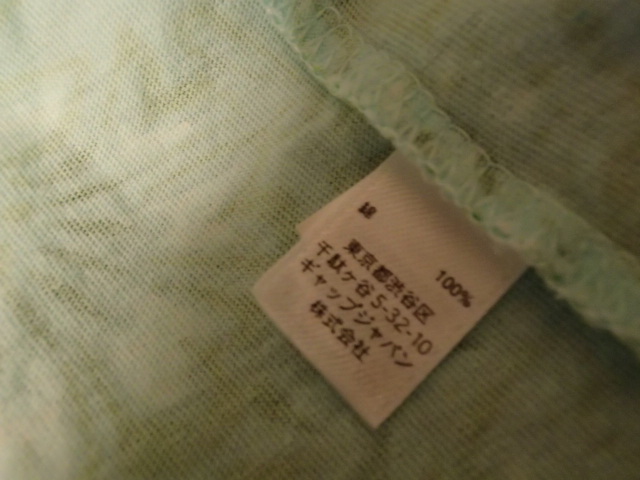 綿 100%
東京都渋谷区
千駄ケ谷5-32-10
ギャップジャパン
株式会社